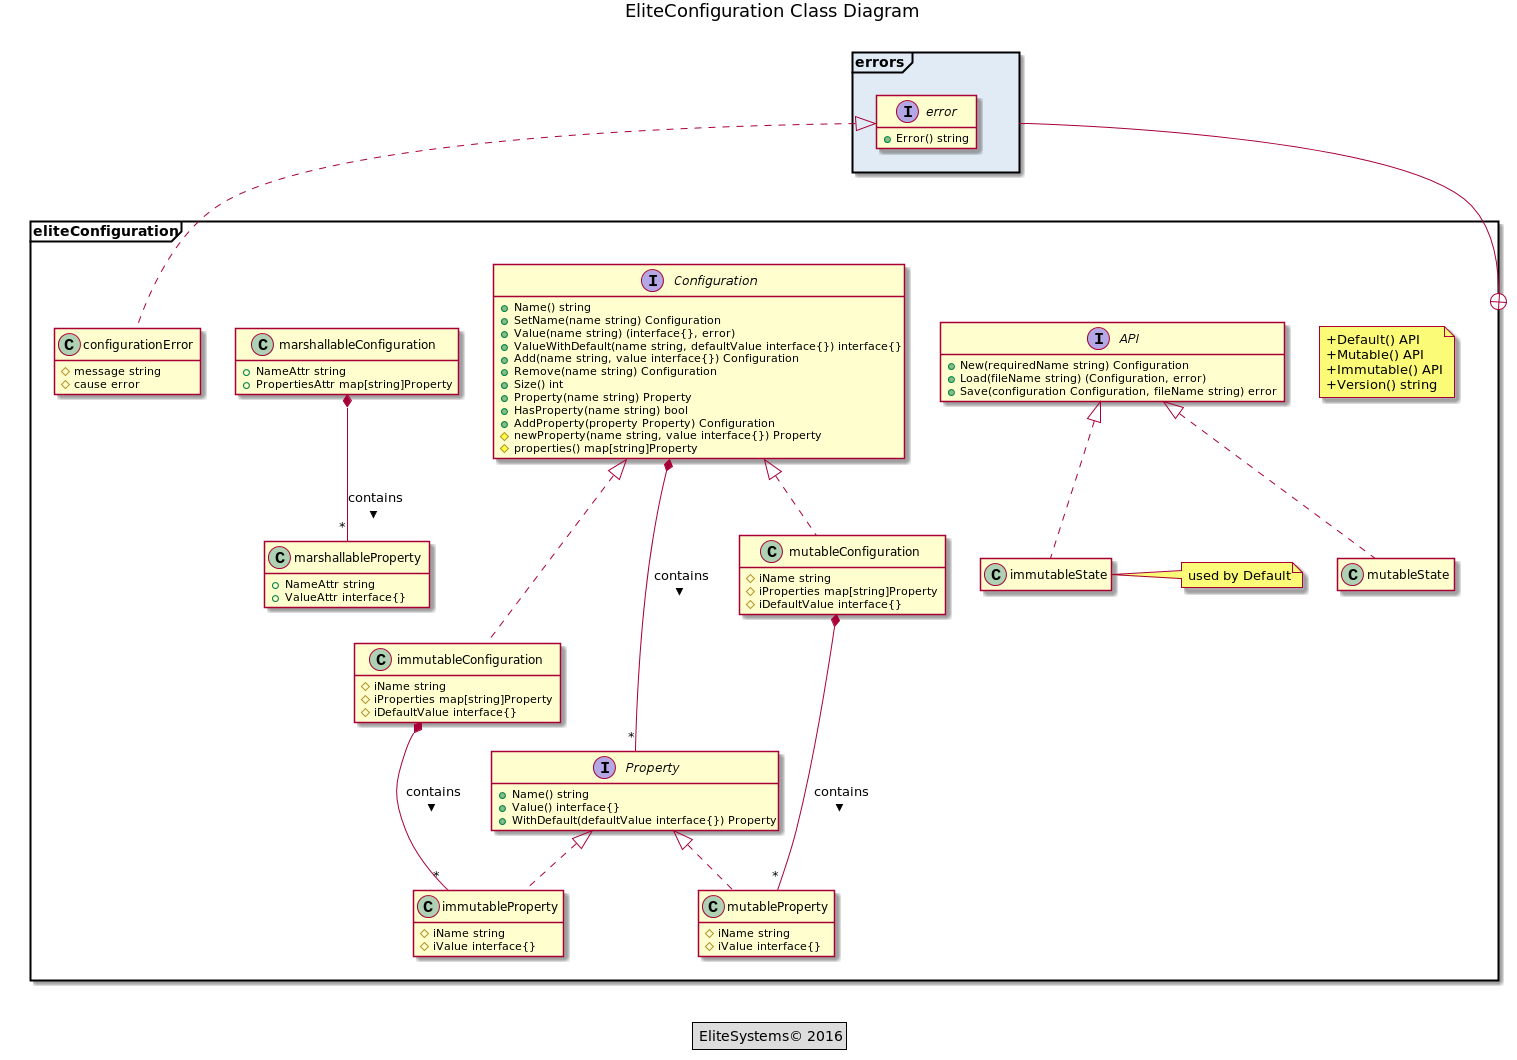 EliteConfiguration Class Diagram
errors
I error
Error() string
eliteConfiguration
C configurationError
message string
cause error
C marshallableConfiguration
NameAttr string
PropertiesAttr map[string]Property
I Configuration
Name() string
SetName(name string) Configuration
Value(name string) (interface{}, error)
ValueWithDefault(name string, defaultValue interface{}) interface{}
Add(name string, value interface{}) Configuration
Remove(name string) Configuration
Size() int
Property(name string) Property
HasProperty(name string) bool
AddProperty(property Property) Configuration
newProperty(name string, value interface{}) Property
properties() map[string]Property
I API
New(requiredName string) Configuration
Load(fileName string) (Configuration, error)
Save(configuration Configuration, fileName string) error
+Default() API
+Mutable() API
+Immutable() API
+Version() string
contains
*
C marshallableProperty
NameAttr string
ValueAttr interface{}
contains
*
C mutableConfiguration
iName string
iProperties map[string]Property
iDefaultValue interface{}
C immutableState
used by Default
C mutableState
C immutableConfiguration
iName string
iProperties map[string]Property
iDefaultValue interface{}
I Property
Name() string
Value() interface{}
WithDefault(defaultValue interface{}) Property
contains
*
contains
*
C immutableProperty
iName string
iValue interface{}
C mutableProperty
iName string
iValue interface{}
EliteSystems© 2016